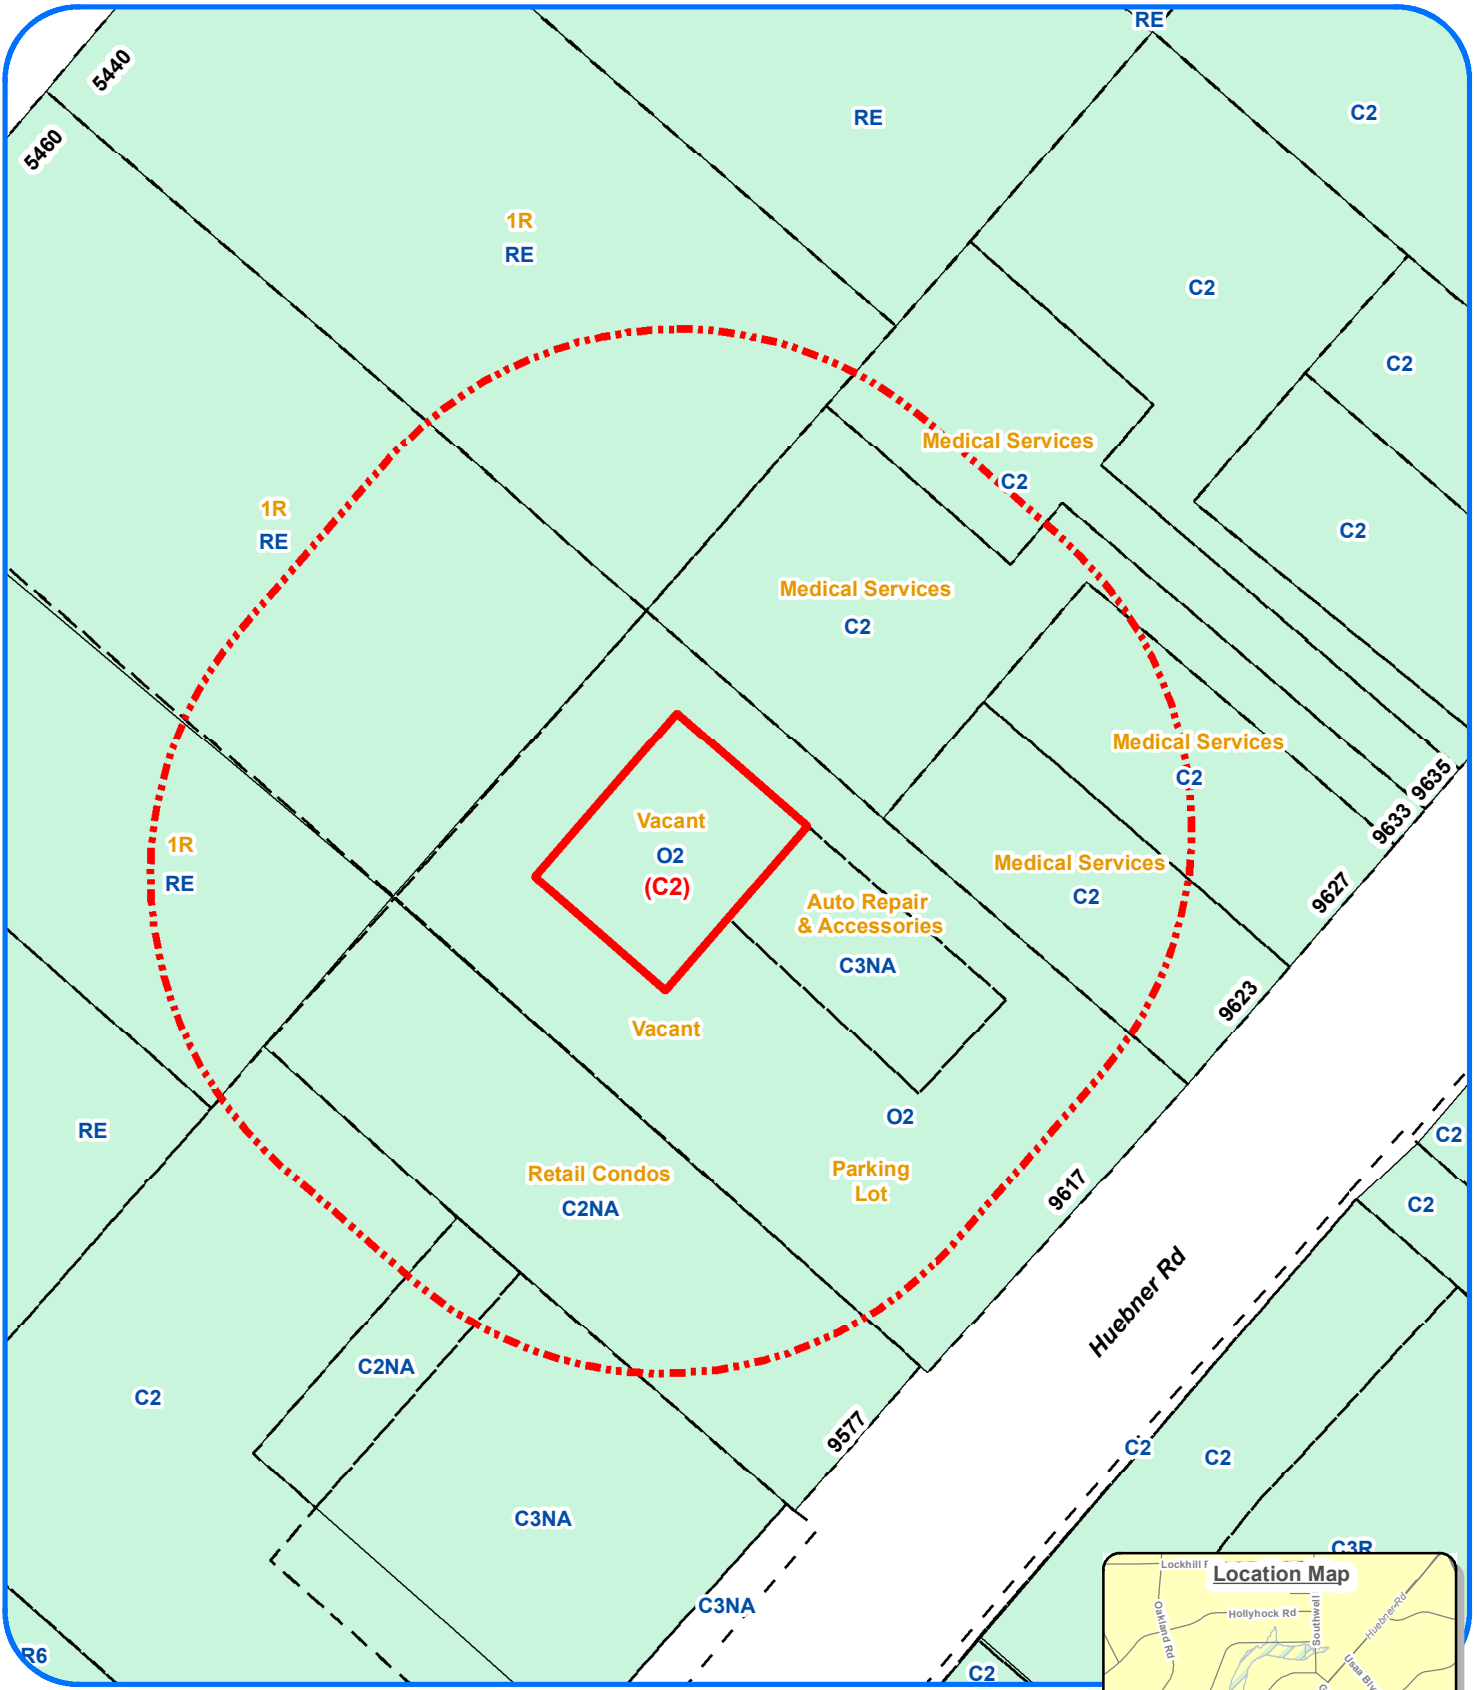 RE
5440
C2
RE
5460
1R
RE
C2
C2
Medical Services
C2
1R
RE
C2
Medical Services
C2
Medical Services
C2
9635
Vacant
O2
(C2)
9633
1R
RE
Medical Services
C2
9627
Auto Repair
& Accessories
C3NA
9623
Vacant
RE
O2
C2
Retail Condos
C2NA
Parking
Lot
9617
C2
Huebner Rd
C2NA
C2
9577
C2
C2
C3NA
C3R
Location Map
Lockhill
Hollyhock Rd
Oakland Rd
Southwell
Huebner Rd
Usaa Blv
C3NA
R6
C2